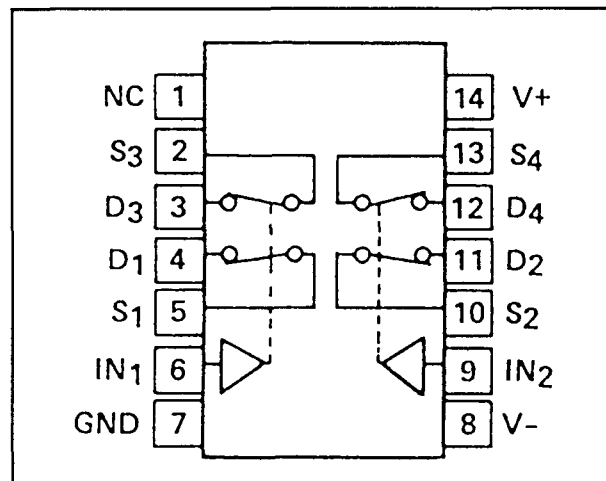 NC 1 14 V+
S3 2 13 S4
D3 3 12 D4
D1 4 11 D2
S1 5 10 S2
IN1 6 9 IN2
GND 7 8 V-